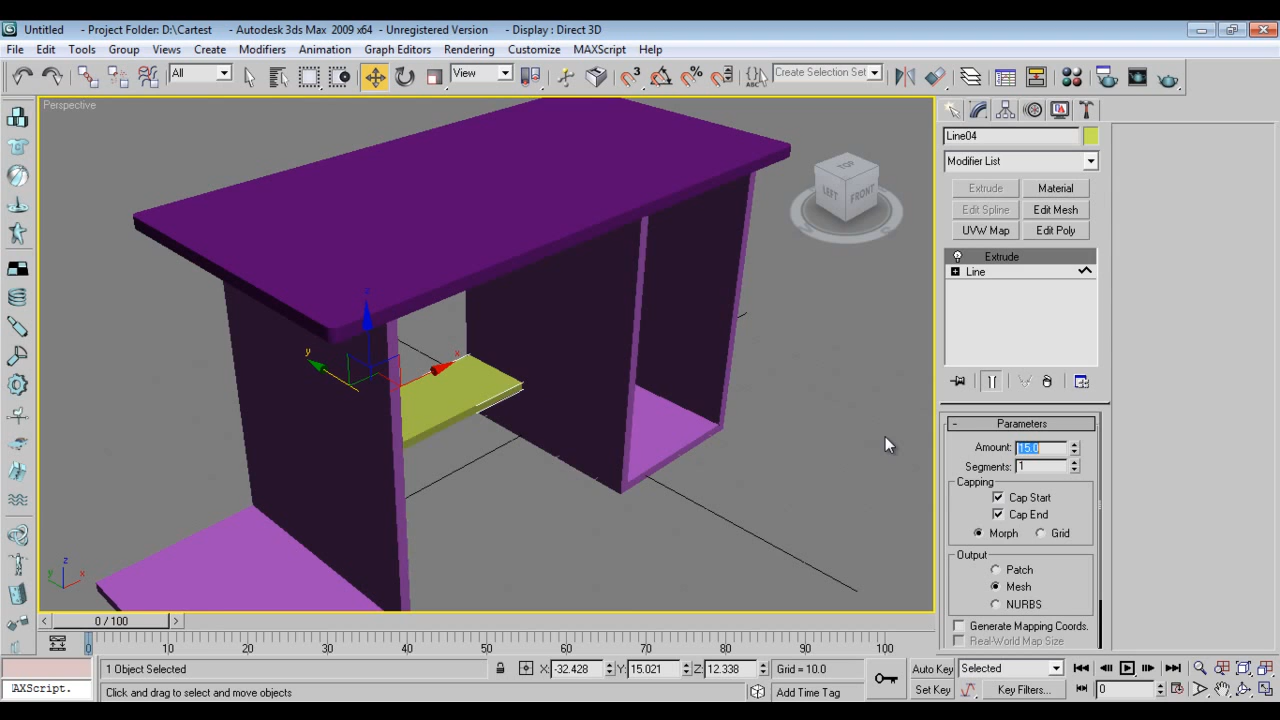 Untitled - Project Folder: D:\Cartest - Autodesk 3ds Max 2009 x64 - Unregistered Version - Display : Direct 3D
File Edit Tools Group Views Create Modifiers Animation Graph Editors Rendering Customize MAXScript Help
All View Create Selection Set
Perspective
Line04
Modifier List
Extrude Material
Edit Spline Edit Mesh
UVW Map Edit Poly
Extrude
Line
TOP
LEFT FRONT
z
y
x
Parameters
Amount: 15.0
Segments: 1
Capping
Cap Start
Cap End
Morph Grid
Output
Patch
Mesh
NURBS
Generate Mapping Coords.
Real-World Map Size
z
y x
0 / 100
0 10 20 30 40 50 60 70 80 90 100
1 Object Selected X: -32.428 Y: 15.021 Z: 12.338 Grid = 10.0 Auto Key Selected
AXScript. Click and drag to select and move objects Add Time Tag Set Key Key Filters... 0